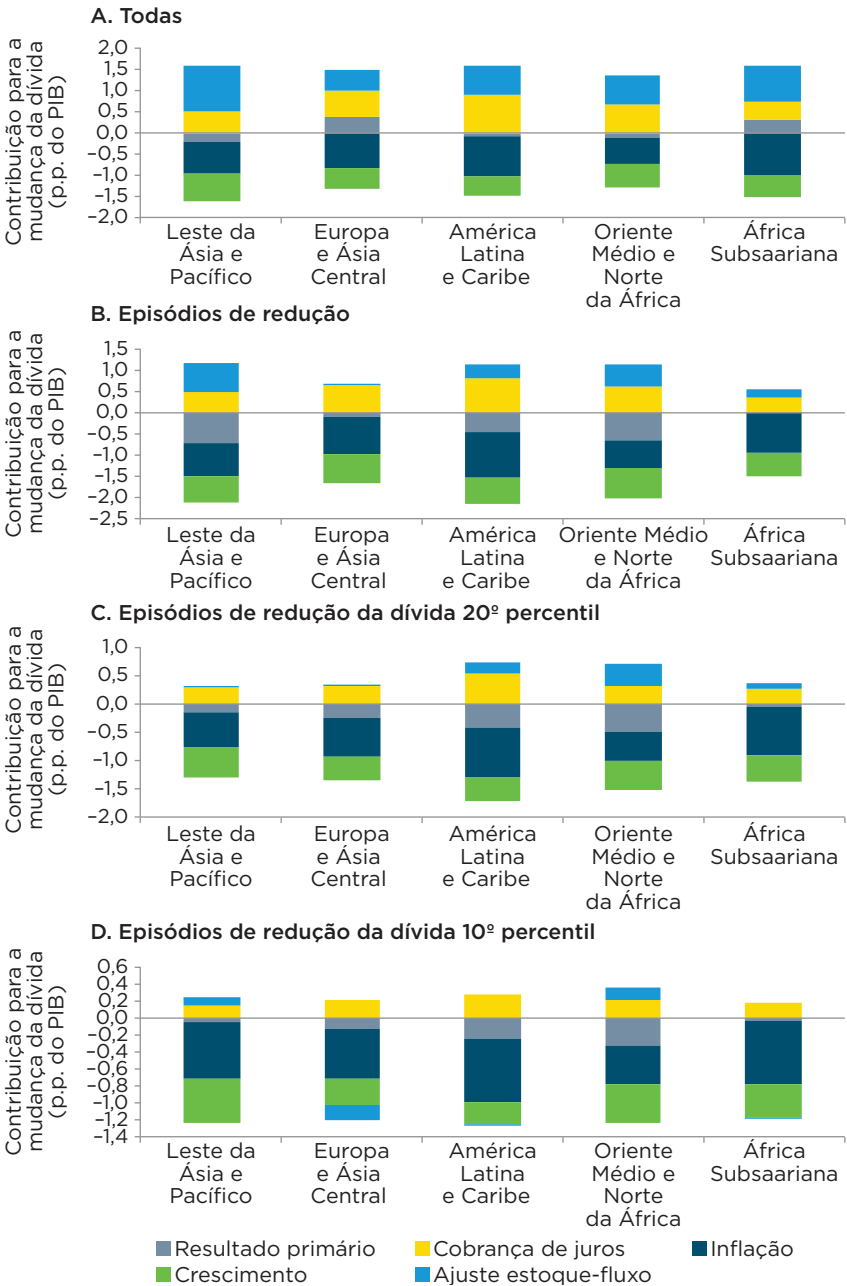 A. Todas
Contribuição para a
mudança da dívida
(p.p. do PIB)
2,0
1,5
1,0
0,5
0,0
−0,5
−1,0
−1,5
−2,0
Leste da
Ásia e
Pacífico
Europa
e Ásia
Central
América
Latina
e Caribe
Oriente
Médio e
Norte
da África
África
Subsaariana
B. Episódios de redução
Contribuição para a
mudança da dívida
(p.p. do PIB)
1,5
1,0
0,5
0,0
−0,5
−1,0
−1,5
−2,0
−2,5
Leste da
Ásia e
Pacífico
Europa
e Ásia
Central
América
Latina
e Caribe
Oriente Médio
e Norte
da África
África
Subsaariana
C. Episódios de redução da dívida 20º percentil
Contribuição para a
mudança da dívida
(p.p. do PIB)
1,0
0,5
0,0
−0,5
−1,0
−1,5
−2,0
Leste da
Ásia e
Pacífico
Europa
e Ásia
Central
América
Latina
e Caribe
Oriente
Médio e
Norte
da África
África
Subsaariana
D. Episódios de redução da dívida 10º percentil
Contribuição para a
mudança da dívida
(p.p. do PIB)
0,6
0,4
0,2
0,0
−0,2
−0,4
−0,6
−0,8
−1,0
−1,2
−1,4
Leste da
Ásia e
Pacífico
Europa
e Ásia
Central
América
Latina
e Caribe
Oriente
Médio e
Norte
da África
África
Subsaariana
Resultado primário
Cobrança de juros
Inflação
Crescimento
Ajuste estoque-fluxo